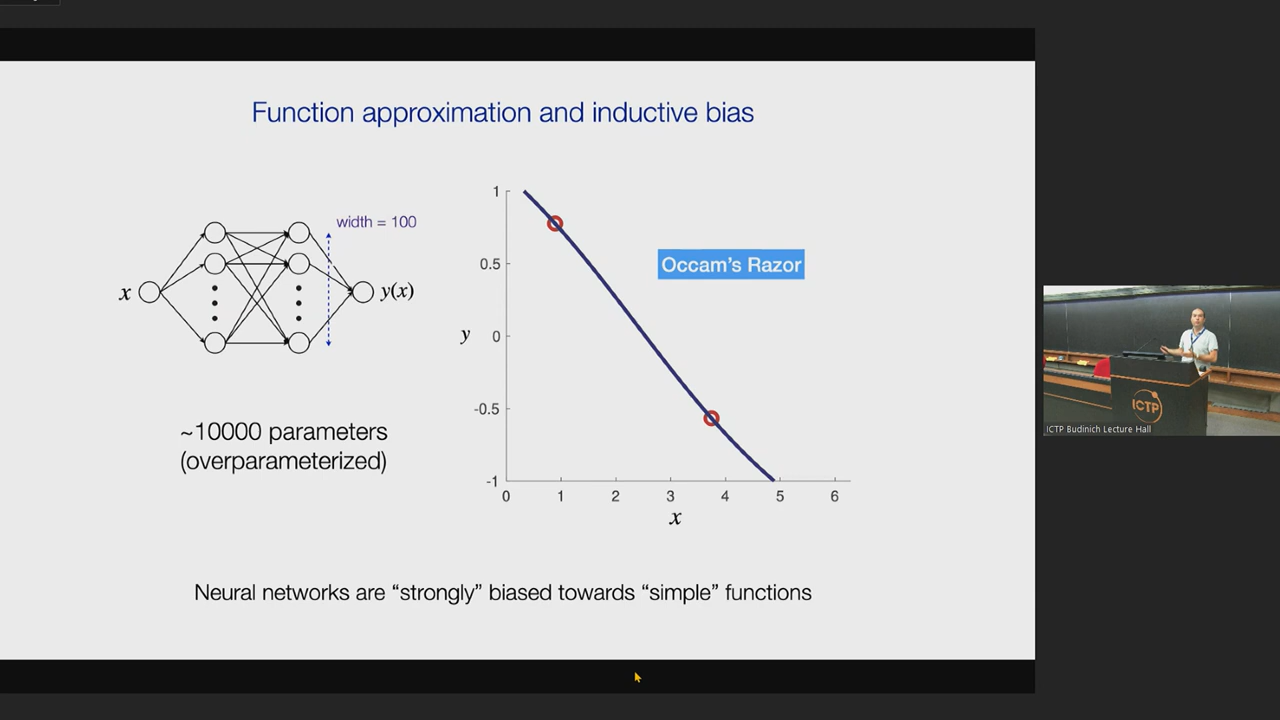 Function approximation and inductive bias
width = 100
x
y(x)
~10000 parameters
(overparameterized)
1
0.5
0
-0.5
-1
y
0 1 2 3 4 5 6
x
Occam's Razor
Neural networks are “strongly” biased towards “simple” functions
ICTP
ICTP Budinich Lecture Hall